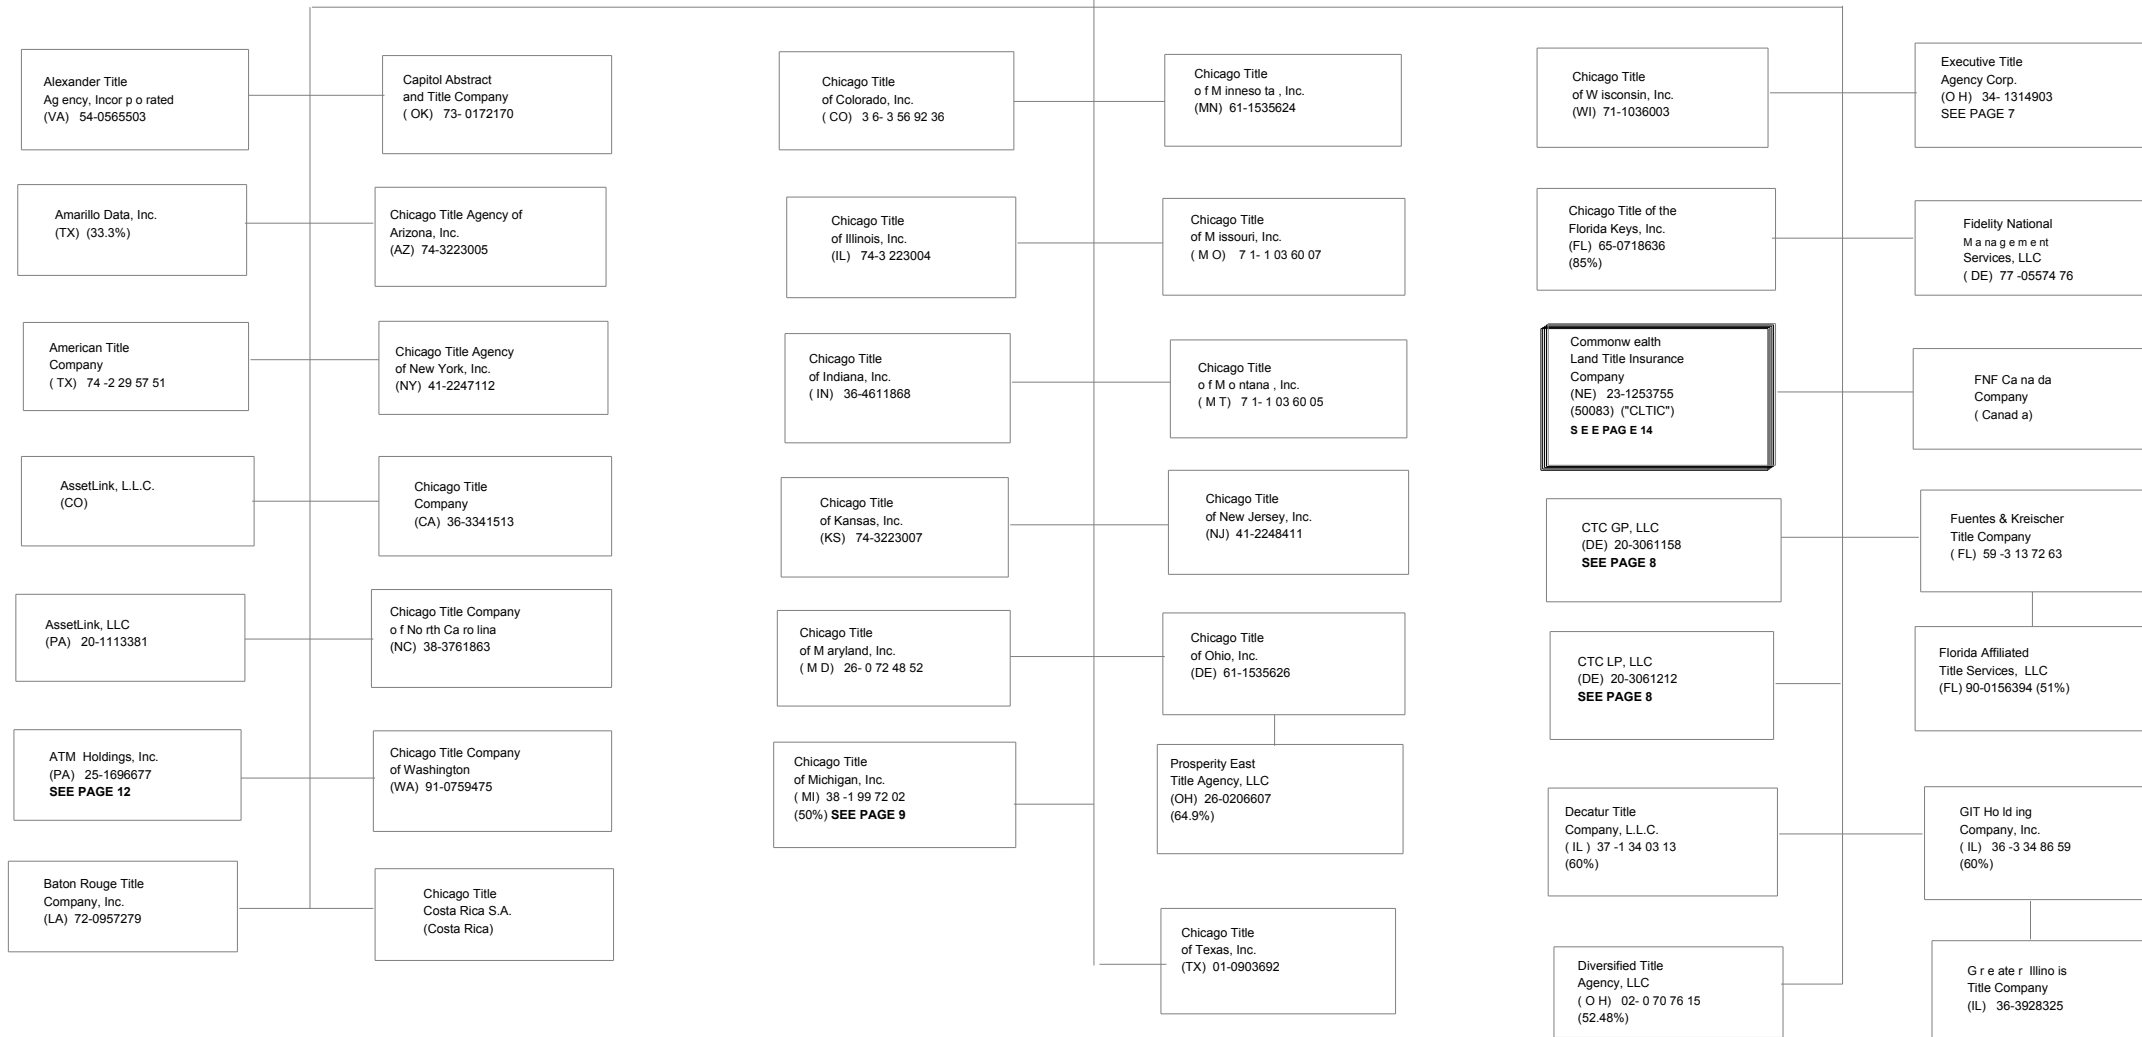 Alexander Title
Ag ency, Incor p o rated
(VA) 54-0565503
Capitol Abstract
and Title Company
( OK) 73- 0172170
Amarillo Data, Inc.
(TX) (33.3%)
Chicago Title Agency of
Arizona, Inc.
(AZ) 74-3223005
American Title
Company
( TX) 74 -2 29 57 51
Chicago Title Agency
of New York, Inc.
(NY) 41-2247112
AssetLink, L.L.C.
(CO)
Chicago Title
Company
(CA) 36-3341513
AssetLink, LLC
(PA) 20-1113381
Chicago Title Company
o f No rth Ca ro lina
(NC) 38-3761863
ATM Holdings, Inc.
(PA) 25-1696677
SEE PAGE 12
Chicago Title Company
of Washington
(WA) 91-0759475
Baton Rouge Title
Company, Inc.
(LA) 72-0957279
Chicago Title
Costa Rica S.A.
(Costa Rica)
Chicago Title
of Colorado, Inc.
( CO) 3 6- 3 56 92 36
Chicago Title
o f M inneso ta , Inc.
(MN) 61-1535624
Chicago Title
of Illinois, Inc.
(IL) 74-3 223004
Chicago Title
of M issouri, Inc.
( M O) 7 1- 1 03 60 07
Chicago Title
of Indiana, Inc.
( IN) 36-4611868
Chicago Title
o f M o ntana , Inc.
( M T) 7 1- 1 03 60 05
Chicago Title
of Kansas, Inc.
(KS) 74-3223007
Chicago Title
of New Jersey, Inc.
(NJ) 41-2248411
Chicago Title
of M aryland, Inc.
( M D) 26- 0 72 48 52
Chicago Title
of Ohio, Inc.
(DE) 61-1535626
Chicago Title
of Michigan, Inc.
( MI) 38 -1 99 72 02
(50%) SEE PAGE 9
Prosperity East
Title Agency, LLC
(OH) 26-0206607
(64.9%)
Chicago Title
of Texas, Inc.
(TX) 01-0903692
Chicago Title
of W isconsin, Inc.
(WI) 71-1036003
Executive Title
Agency Corp.
(O H) 34- 1314903
SEE PAGE 7
Chicago Title of the
Florida Keys, Inc.
(FL) 65-0718636
(85%)
Fidelity National
M a na g e m e nt
Services, LLC
( DE) 77 -05574 76
Commonw ealth
Land Title Insurance
Company
(NE) 23-1253755
(50083) ("CLTIC")
S E E PAG E 14
FNF Ca na da
Company
( Canad a)
CTC GP, LLC
(DE) 20-3061158
SEE PAGE 8
Fuentes & Kreischer
Title Company
( FL) 59 -3 13 72 63
CTC LP, LLC
(DE) 20-3061212
SEE PAGE 8
Florida Affiliated
Title Services, LLC
(FL) 90-0156394 (51%)
Decatur Title
Company, L.L.C.
( IL ) 37 -1 34 03 13
(60%)
GIT Ho ld ing
Company, Inc.
( IL) 36 -3 34 86 59
(60%)
Diversified Title
Agency, LLC
( O H) 02- 0 70 76 15
(52.48%)
G r e ate r Illino is
Title Company
(IL) 36-3928325